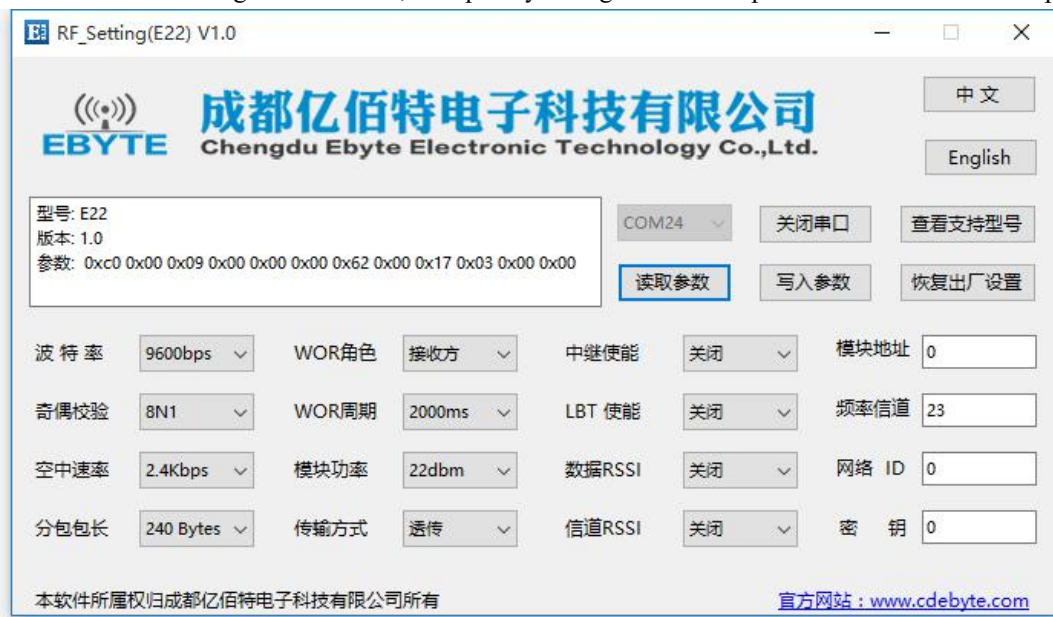 RF_Setting(E22) V1.0
((•))
EBYTE
成都亿佰特电子科技有限公司
Chengdu Ebyte Electronic Technology Co.,Ltd.
中 文
English
型号: E22
版本: 1.0
参数: 0xc0 0x00 0x09 0x00 0x00 0x00 0x62 0x00 0x17 0x03 0x00 0x00
COM24 关闭串口 查看支持型号
读取参数 写入参数 恢复出厂设置
波 特 率 9600bps WOR角色 接收方 中继使能 关闭 模块地址 0
奇偶校验 8N1 WOR周期 2000ms LBT 使能 关闭 频率信道 23
空中速率 2.4Kbps 模块功率 22dbm 数据RSSI 关闭 网络 ID 0
分包包长 240 Bytes 传输方式 透传 信道RSSI 关闭 密 钥 0
本软件所属权归成都亿佰特电子科技有限公司所有 官方网站：www.cdebyte.com